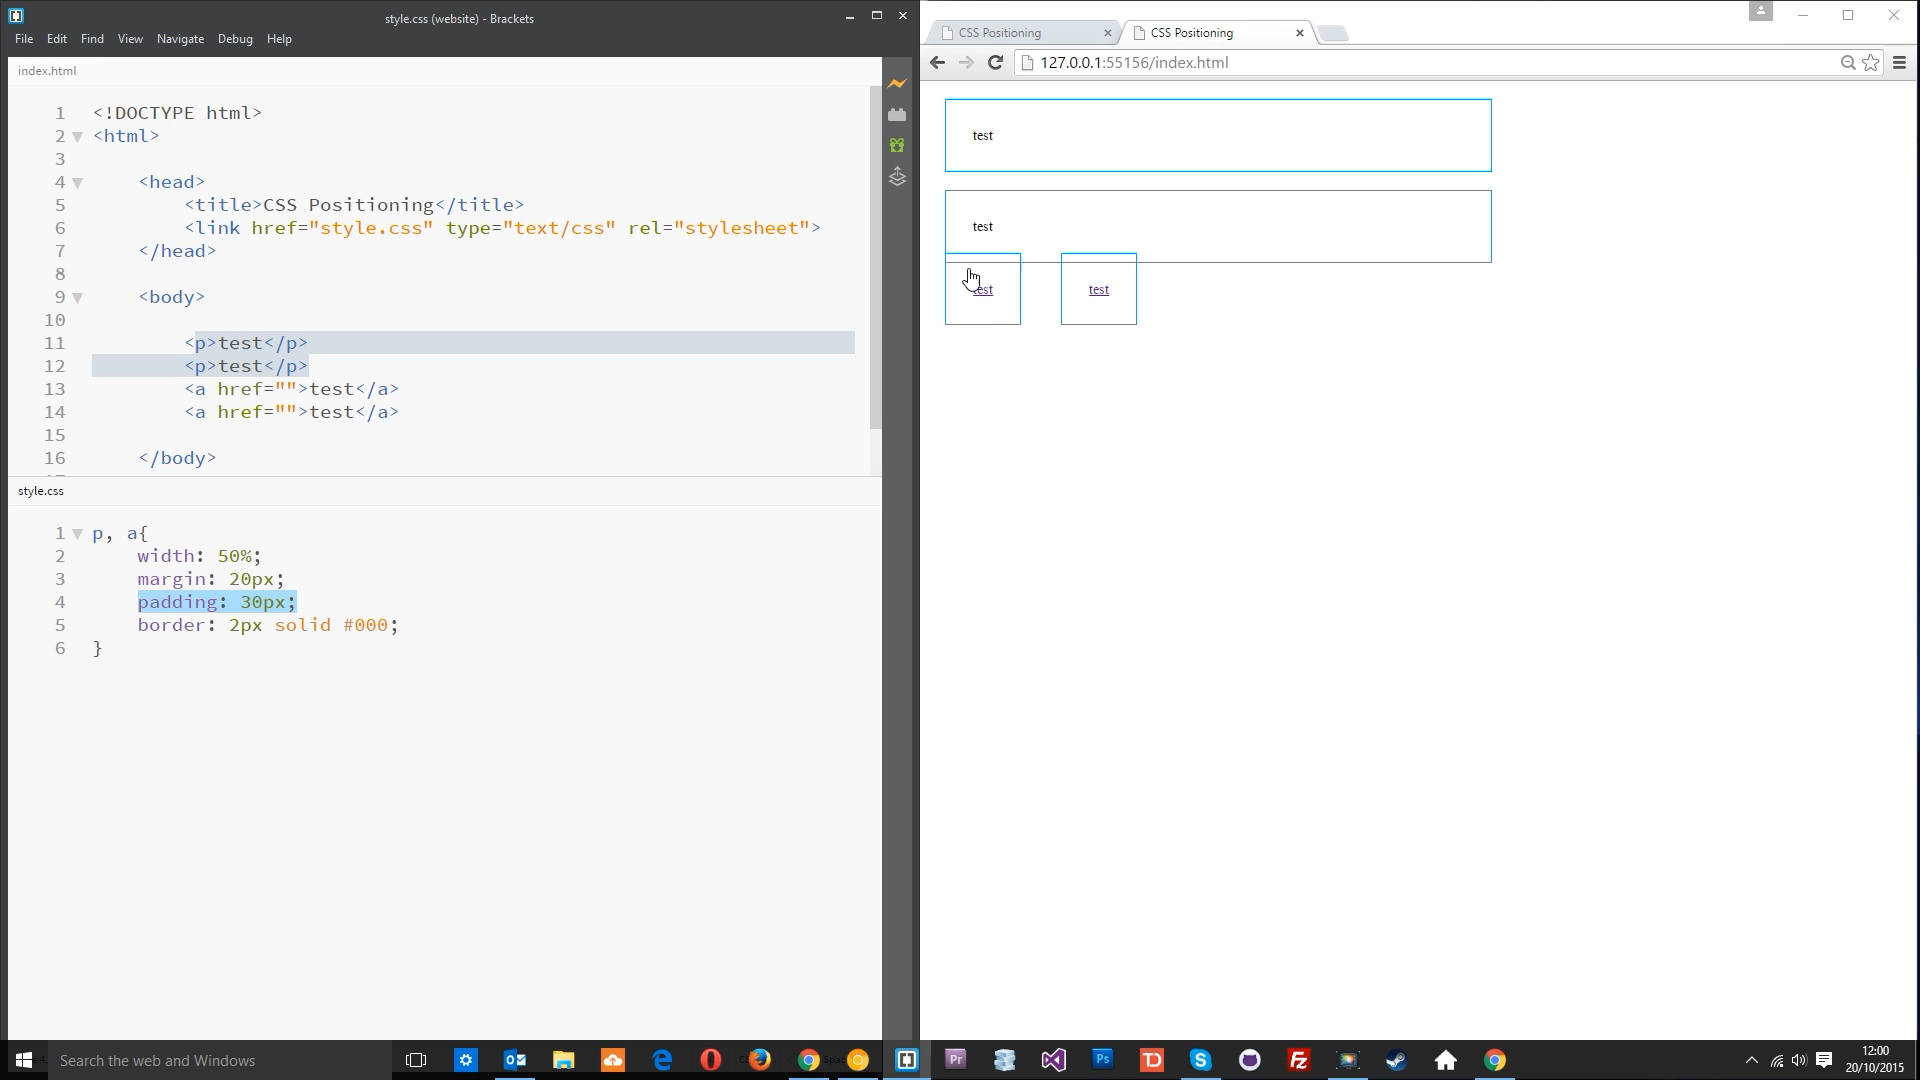 style.css (website) - Brackets
File Edit Find View Navigate Debug Help
index.html
1 <!DOCTYPE html>
2 <html>
3
4 <head>
5 <title>CSS Positioning</title>
6 <link href="style.css" type="text/css" rel="stylesheet">
7 </head>
8
9 <body>
10
11 <p>test</p>
12 <p>test</p>
13 <a href="">test</a>
14 <a href="">test</a>
15
16 </body>
style.css
1 p, a{
2 width: 50%;
3 margin: 20px;
4 padding: 30px;
5 border: 2px solid #000;
6 }
CSS Positioning
CSS Positioning
127.0.0.1:55156/index.html
test
test
test
test
Search the web and Windows
Pr
Ps
TD
S
FZ
12:00
20/10/2015